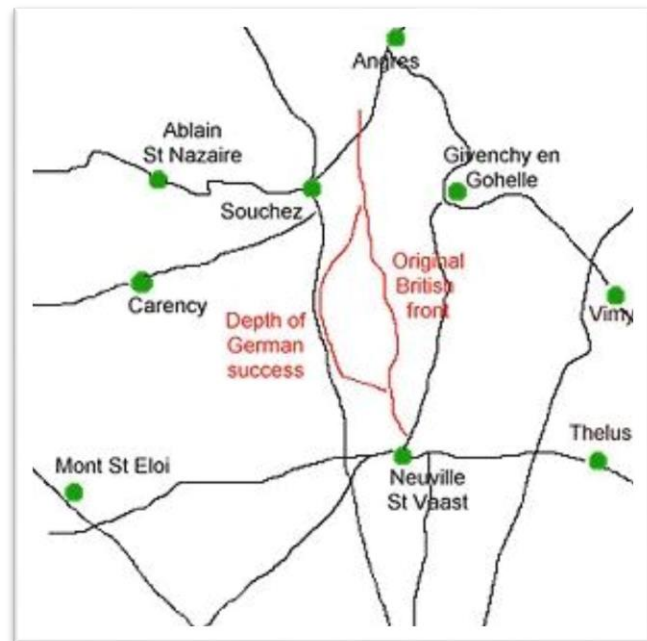 Angres
Ablain
St Nazaire
Givenchy en
Gohelle
Souchez
Original
British
front
Carency
Vimy
Depth of
German
success
Thelus
Mont St Eloi
Neuville
St Vaast